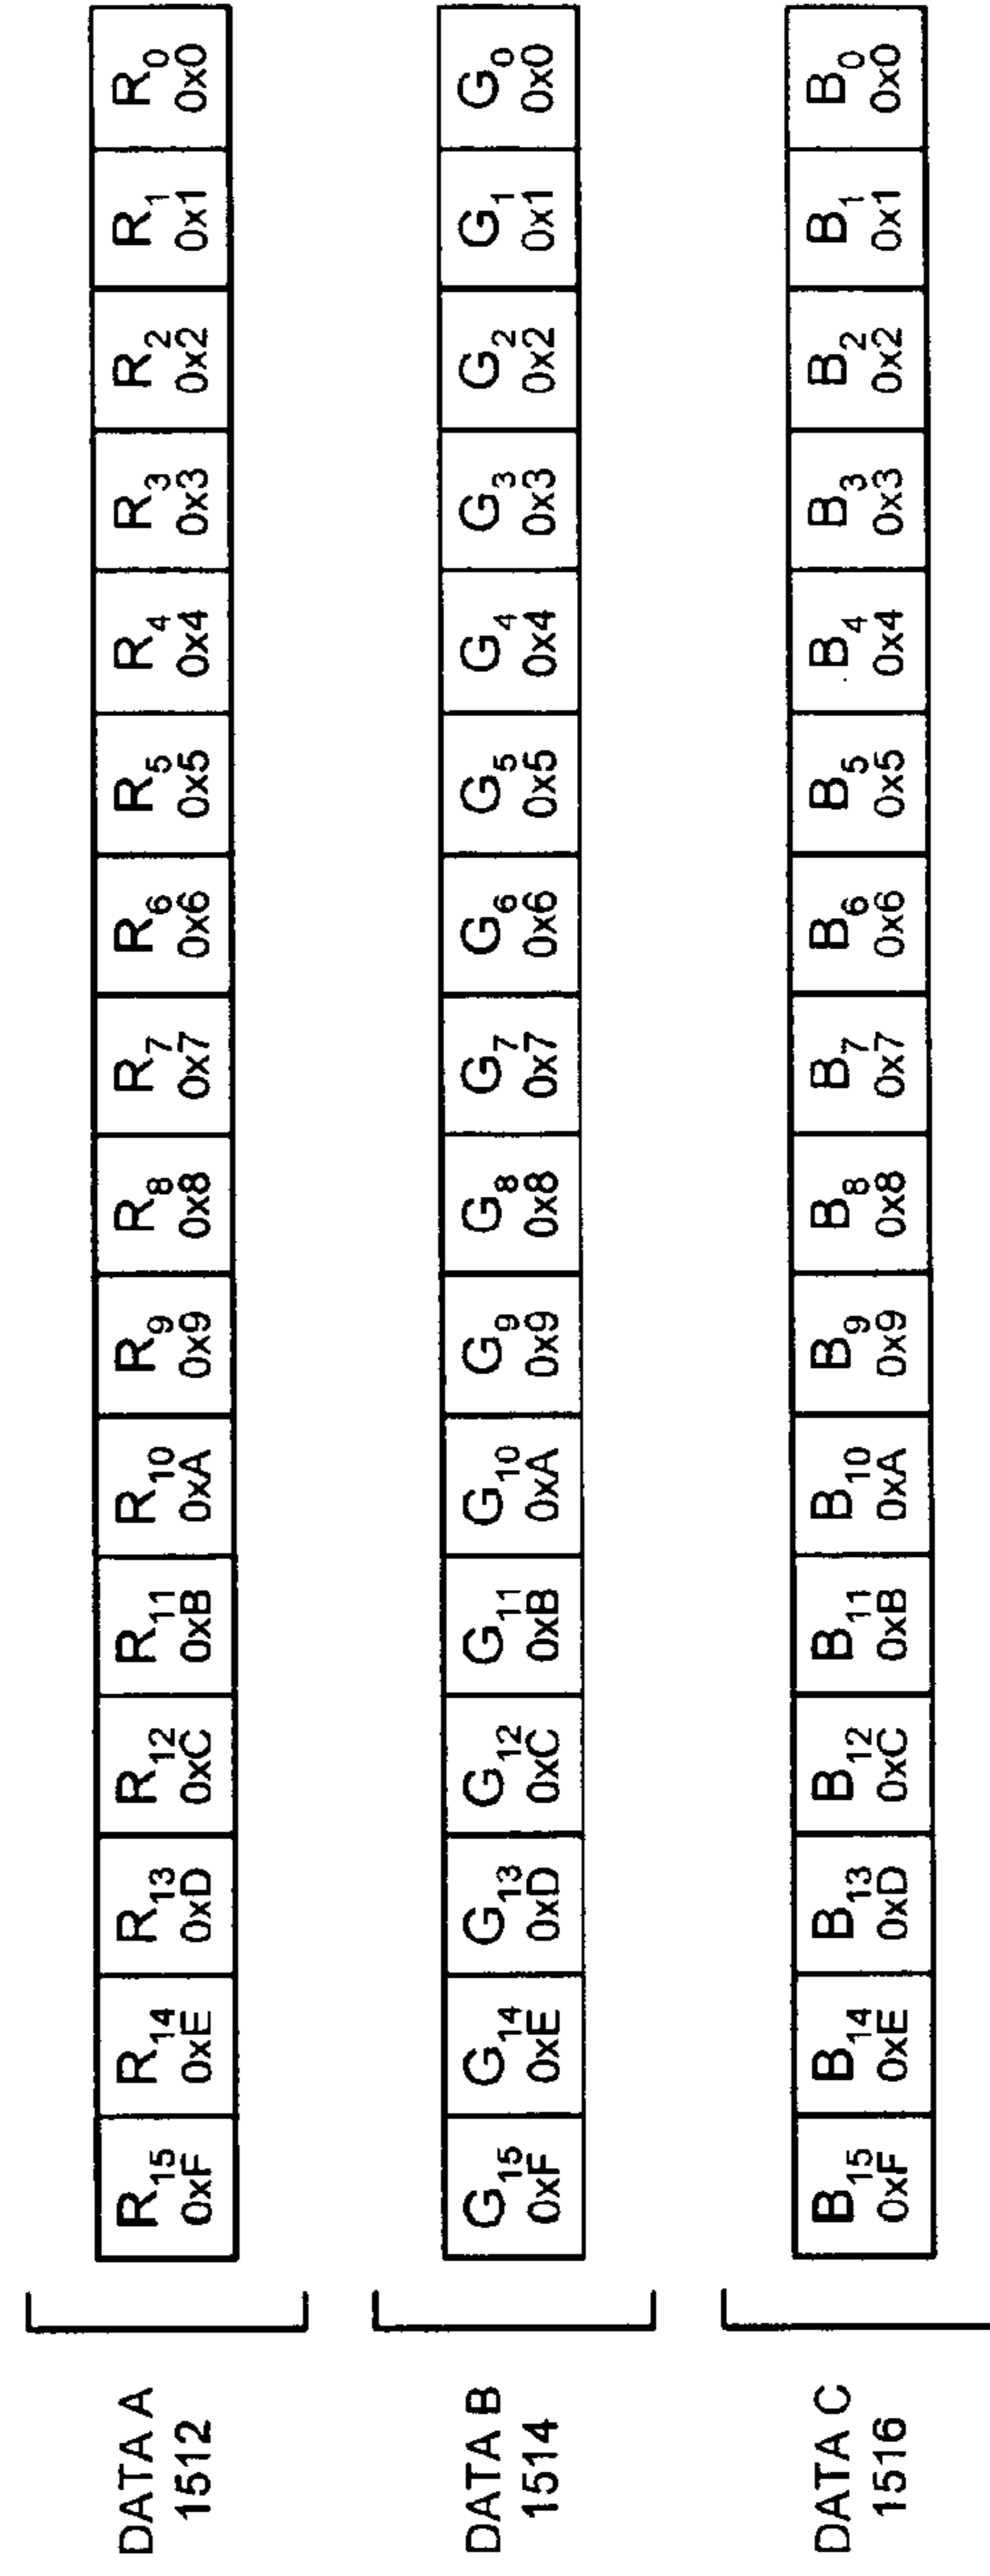 DATA A
1512
R15 R14 R13 R12 R11 R10 R9 R8 R7 R6 R5 R4 R3 R2 R1 R0
0xF 0xE 0xD 0xC 0xB 0xA 0x9 0x8 0x7 0x6 0x5 0x4 0x3 0x2 0x1 0x0
DATA B
1514
G15 G14 G13 G12 G11 G10 G9 G8 G7 G6 G5 G4 G3 G2 G1 G0
0xF 0xE 0xD 0xC 0xB 0xA 0x9 0x8 0x7 0x6 0x5 0x4 0x3 0x2 0x1 0x0
DATA C
1516
B15 B14 B13 B12 B11 B10 B9 B8 B7 B6 B5 B4 B3 B2 B1 B0
0xF 0xE 0xD 0xC 0xB 0xA 0x9 0x8 0x7 0x6 0x5 0x4 0x3 0x2 0x1 0x0